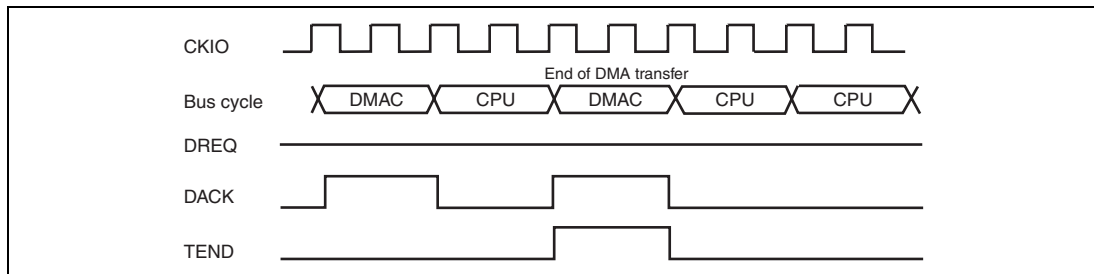 CKIO
End of DMA transfer
Bus cycle DMAC CPU DMAC CPU CPU
DREQ
DACK
TEND